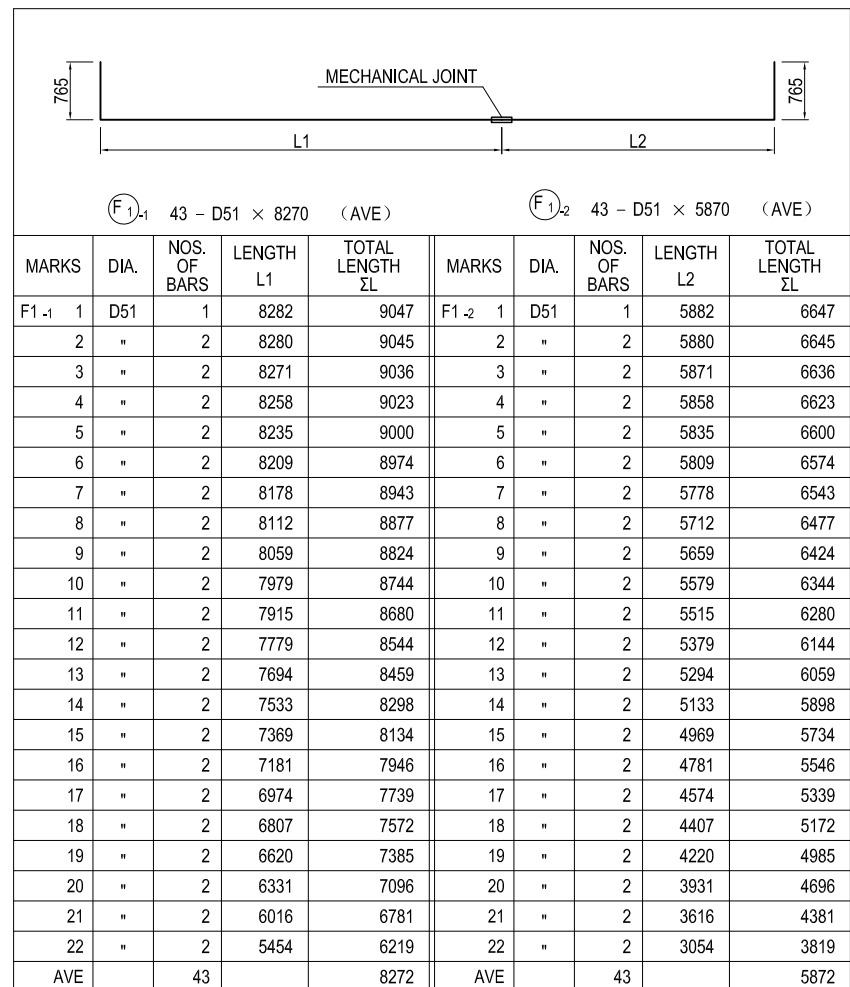 765
MECHANICAL JOINT
765
L1
L2
F 1 -1 43 – D51 × 8270 （AVE）
F 1 -2 43 – D51 × 5870 （AVE）
MARKS DIA. NOS. OF BARS LENGTH L1 TOTAL LENGTH ΣL MARKS DIA. NOS. OF BARS LENGTH L2 TOTAL LENGTH ΣL
F1 -1 1 D51 1 8282 9047 F1 -2 1 D51 1 5882 6647
2 " 2 8280 9045 2 " 2 5880 6645
3 " 2 8271 9036 3 " 2 5871 6636
4 " 2 8258 9023 4 " 2 5858 6623
5 " 2 8235 9000 5 " 2 5835 6600
6 " 2 8209 8974 6 " 2 5809 6574
7 " 2 8178 8943 7 " 2 5778 6543
8 " 2 8112 8877 8 " 2 5712 6477
9 " 2 8059 8824 9 " 2 5659 6424
10 " 2 7979 8744 10 " 2 5579 6344
11 " 2 7915 8680 11 " 2 5515 6280
12 " 2 7779 8544 12 " 2 5379 6144
13 " 2 7694 8459 13 " 2 5294 6059
14 " 2 7533 8298 14 " 2 5133 5898
15 " 2 7369 8134 15 " 2 4969 5734
16 " 2 7181 7946 16 " 2 4781 5546
17 " 2 6974 7739 17 " 2 4574 5339
18 " 2 6807 7572 18 " 2 4407 5172
19 " 2 6620 7385 19 " 2 4220 4985
20 " 2 6331 7096 20 " 2 3931 4696
21 " 2 6016 6781 21 " 2 3616 4381
22 " 2 5454 6219 22 " 2 3054 3819
AVE 43 8272 AVE 43 5872